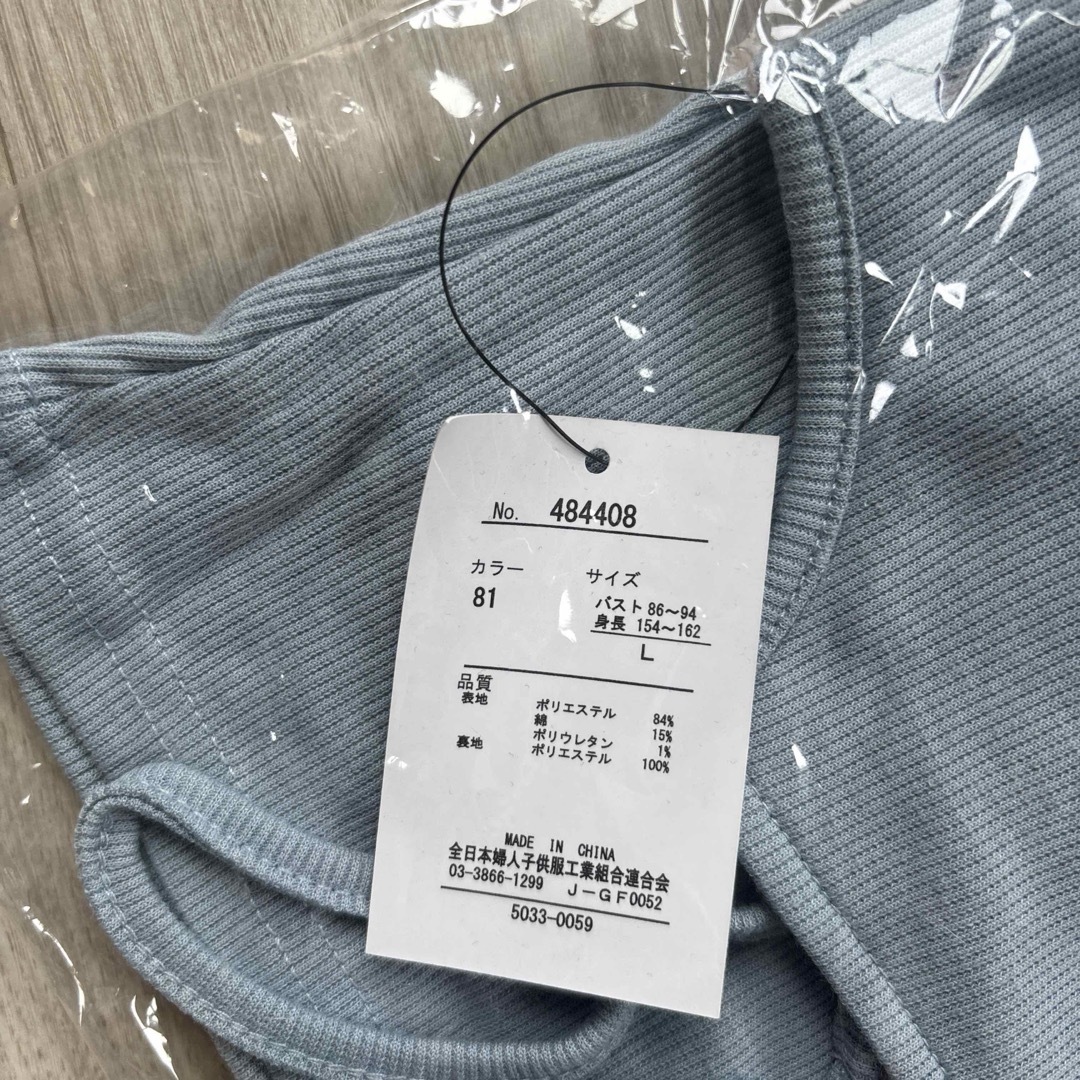 No. 484408
カラー サイズ
81 バスト 86～94
身長 154～162
L
品質
表地 ポリエステル 84%
綿 15%
ポリウレタン 1%
裏地 ポリエステル 100%
MADE IN CHINA
全日本婦人子供服工業組合連合会
03-3866-1299 J-GF0052
5033-0059